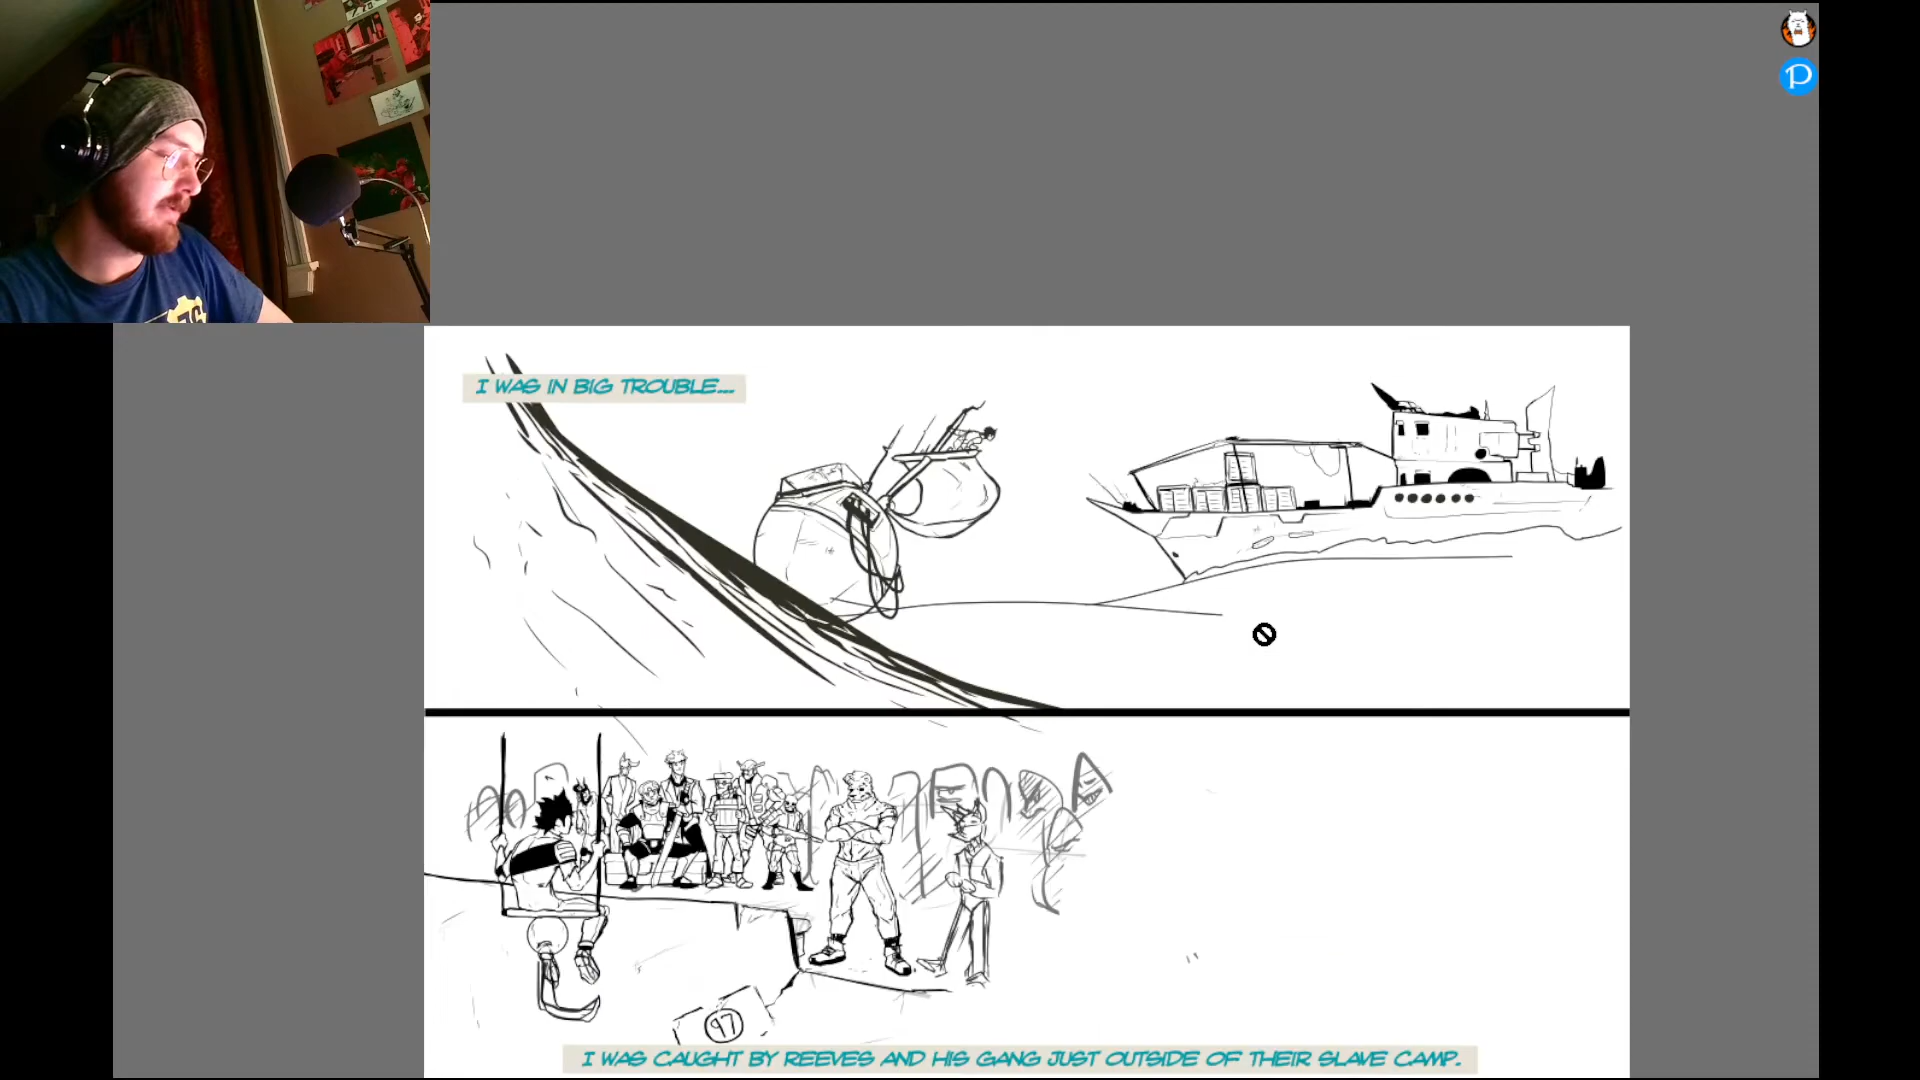 I WAS IN BIG TROUBLE...
97
I WAS CAUGHT BY REEVES AND HIS GANG JUST OUTSIDE OF THEIR SLAVE CAMP.